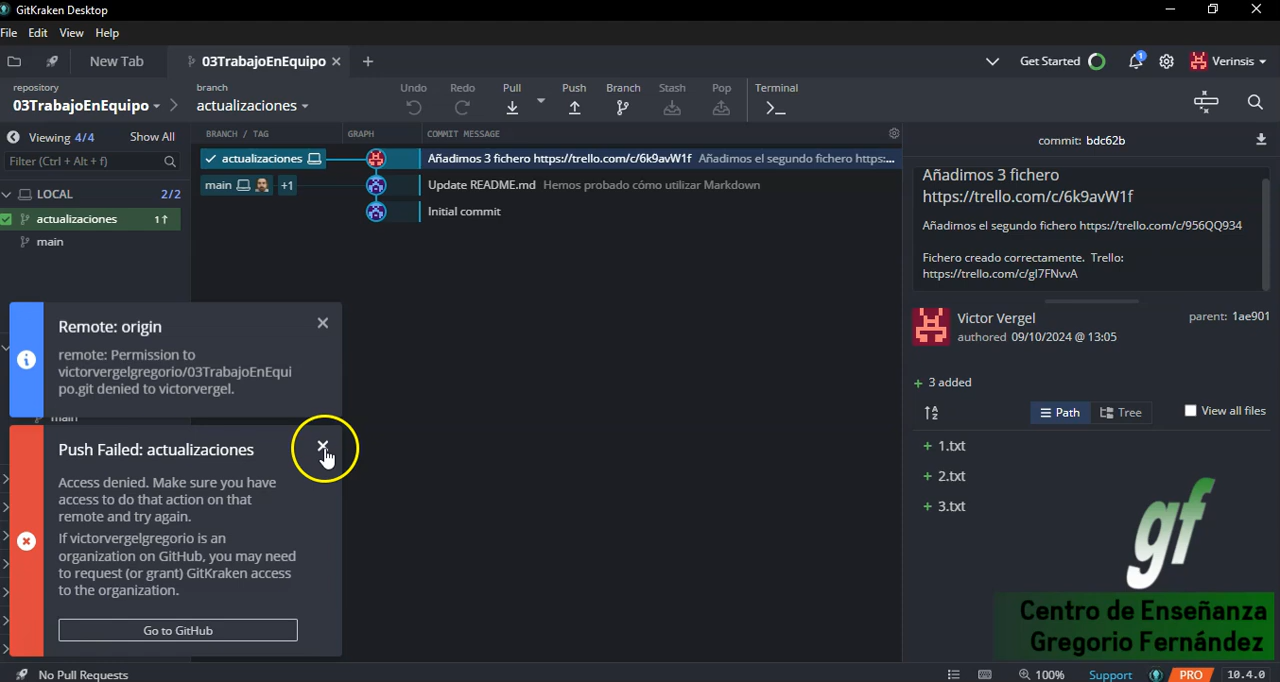 GitKraken Desktop
File Edit View Help
New Tab
03TrabajoEnEquipo
Get Started
1
Verinsis
repository
03TrabajoEnEquipo
branch
actualizaciones
Undo
Redo
Pull
Push
Branch
Stash
Pop
Terminal
Viewing 4/4 Show All
Filter (Ctrl + Alt + f)
LOCAL 2/2
actualizaciones 1↑
main
BRANCH / TAG GRAPH COMMIT MESSAGE
actualizaciones Añadimos 3 fichero https://trello.com/c/6k9avW1f Añadimos el segundo fichero https:...
main +1 Update README.md Hemos probado cómo utilizar Markdown
Initial commit
Remote: origin
remote: Permission to
victorvergelgregorio/03TrabajoEnEqui
po.git denied to victorvergel.
main
Push Failed: actualizaciones
Access denied. Make sure you have
access to do that action on that
remote and try again.
If victorvergelgregorio is an
organization on GitHub, you may need
to request (or grant) GitKraken access
to the organization.
Go to GitHub
commit: bdc62b
Añadimos 3 fichero
https://trello.com/c/6k9avW1f
Añadimos el segundo fichero https://trello.com/c/956QQ934
Fichero creado correctamente. Trello:
https://trello.com/c/gl7FNvvA
Victor Vergel
authored 09/10/2024 @ 13:05
parent: 1ae901
+ 3 added
Path
Tree
View all files
+ 1.txt
+ 2.txt
+ 3.txt
gf
Centro de Enseñanza
Gregorio Fernández
No Pull Requests
100%
Support
PRO
10.4.0